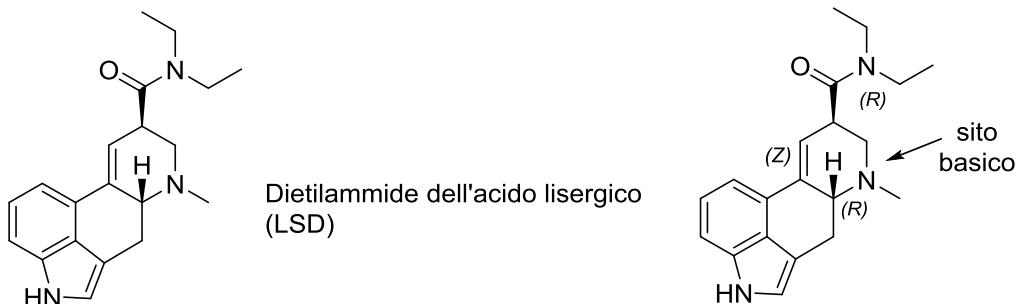 O
N
H
N
HN
Dietilammide dell'acido lisergico
(LSD)
O
N
(R)
(Z)
H
N
(R)
HN
sito
basico